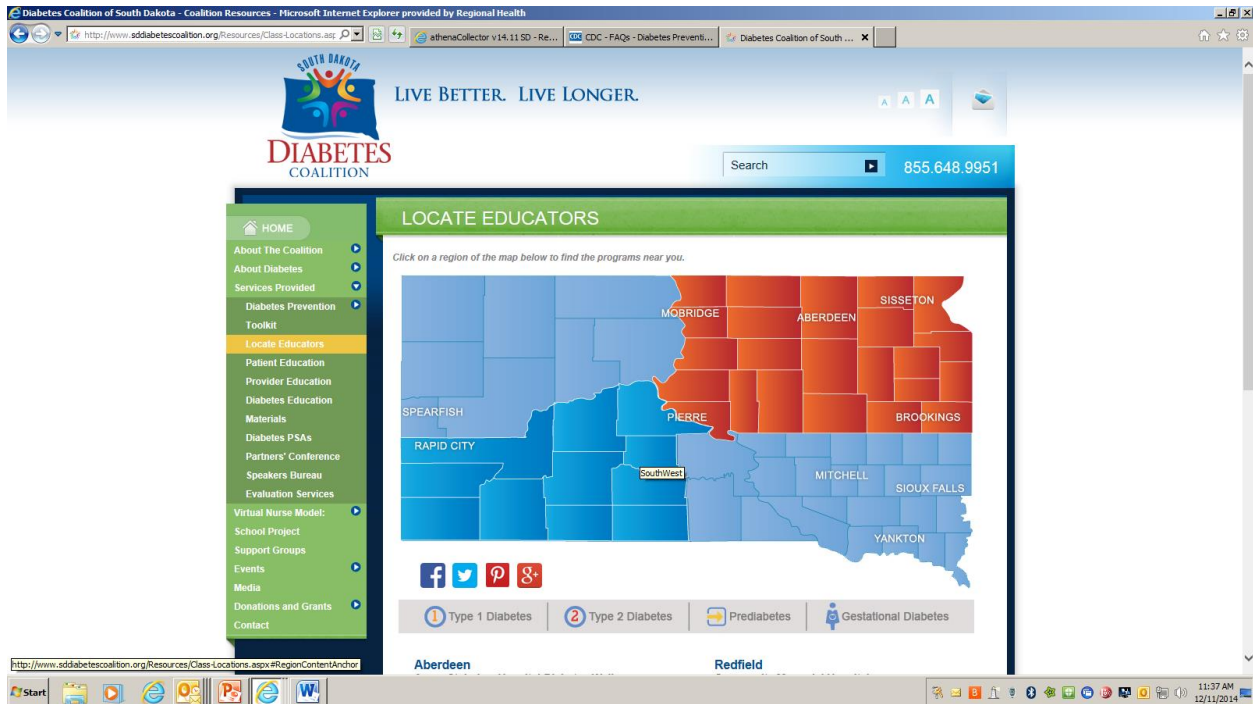 Diabetes Coalition of South Dakota - Coalition Resources - Microsoft Internet Explorer provided by Regional Health
http://www.sddiabetescoalition.org/Resources/Class-Locations.asp
athenaCollector v14.11 SD - Re...
CDC - FAQs - Diabetes Preventi...
Diabetes Coalition of South ...
SOUTH DAKOTA
DIABETES
COALITION
LIVE BETTER. LIVE LONGER.
A A A
Search
855.648.9951
HOME
About The Coalition
About Diabetes
Services Provided
Diabetes Prevention
Toolkit
Locate Educators
Patient Education
Provider Education
Diabetes Education
Materials
Diabetes PSAs
Partners' Conference
Speakers Bureau
Evaluation Services
Virtual Nurse Model:
School Project
Support Groups
Events
Media
Donations and Grants
Contact
LOCATE EDUCATORS
Click on a region of the map below to find the programs near you.
SISSETON
MOBRIDGE
ABERDEEN
SPEARFISH
PIERRE
BROOKINGS
RAPID CITY
SouthWest
MITCHELL
SIOUX FALLS
YANKTON
1 Type 1 Diabetes
2 Type 2 Diabetes
Prediabetes
Gestational Diabetes
Aberdeen
Redfield
http://www.sddiabetescoalition.org/Resources/Class-Locations.aspx#RegionContentAnchor
Start
11:37 AM
12/11/2014